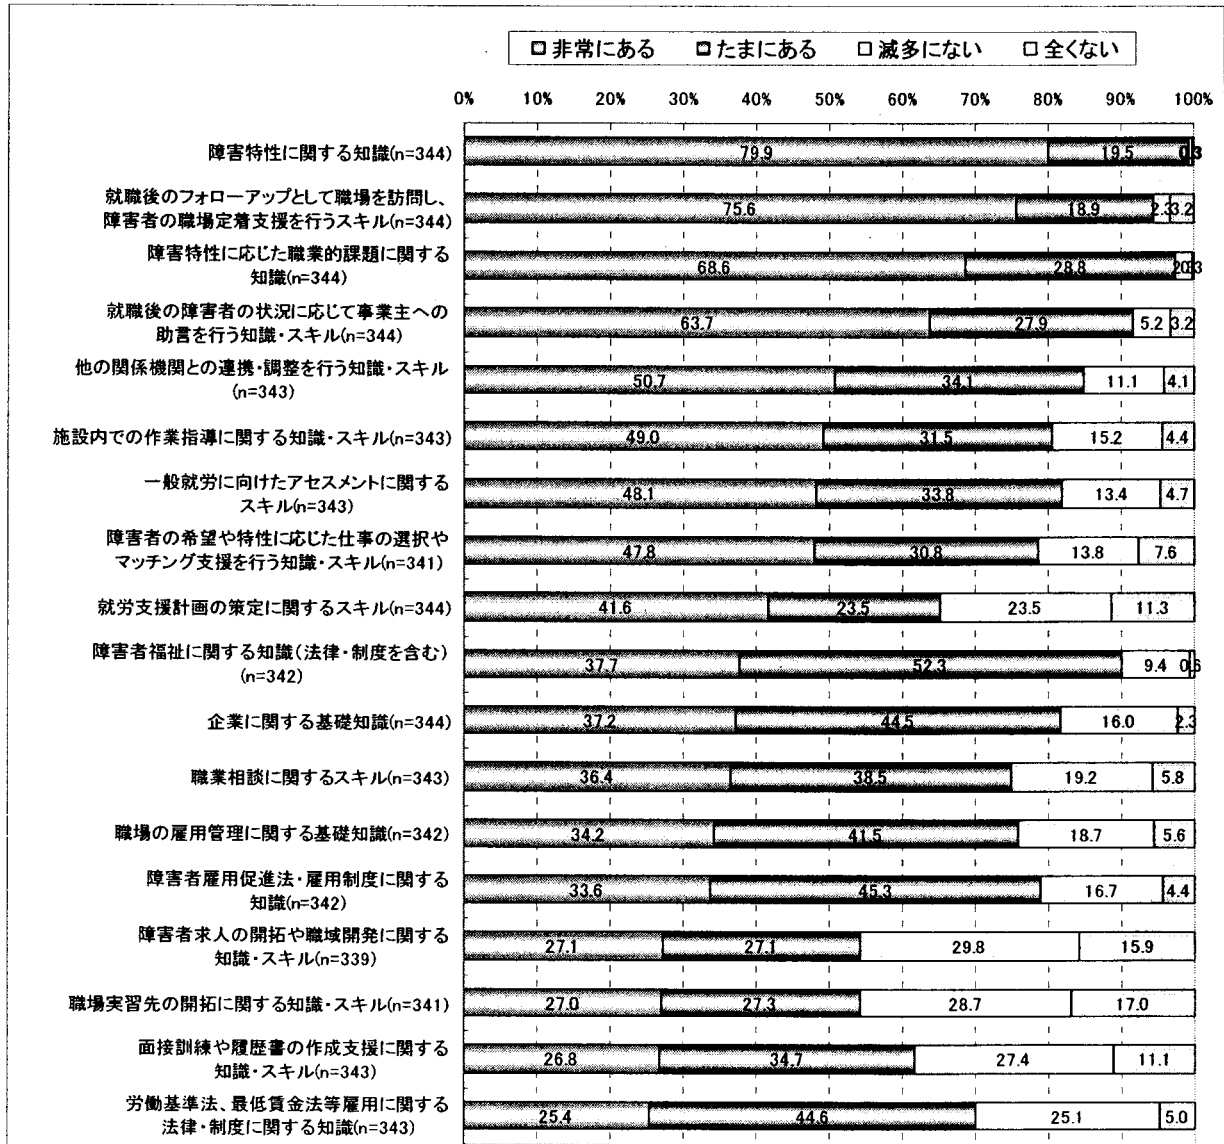 非常にある たまにある 滅多にない 全くない
0% 10% 20% 30% 40% 50% 60% 70% 80% 90% 100%
障害特性に関する知識(n=344)
79.9 19.5
就職後のフォローアップとして職場を訪問し、
障害者の職場定着支援を行うスキル(n=344)
75.6 18.9 2.3 3.2
障害特性に応じた職業的課題に関する
知識(n=344)
68.6 28.8
就職後の障害者の状況に応じて事業主への
助言を行う知識・スキル(n=344)
63.7 27.9 5.2 3.2
他の関係機関との連携・調整を行う知識・スキル
(n=343)
50.7 34.1 11.1 4.1
施設内での作業指導に関する知識・スキル(n=343)
49.0 31.5 15.2 4.4
一般就労に向けたアセスメントに関する
スキル(n=343)
48.1 33.8 13.4 4.7
障害者の希望や特性に応じた仕事の選択や
マッチング支援を行う知識・スキル(n=341)
47.8 30.8 13.8 7.6
就労支援計画の策定に関するスキル(n=344)
41.6 23.5 23.5 11.3
障害者福祉に関する知識(法律・制度を含む)
(n=342)
37.7 52.3 9.4 0.6
企業に関する基礎知識(n=344)
37.2 44.5 16.0 2.3
職業相談に関するスキル(n=343)
36.4 38.5 19.2 5.8
職場の雇用管理に関する基礎知識(n=342)
34.2 41.5 18.7 5.6
障害者雇用促進法・雇用制度に関する
知識(n=342)
33.6 45.3 16.7 4.4
障害者求人の開拓や職域開発に関する
知識・スキル(n=339)
27.1 27.1 29.8 15.9
職場実習先の開拓に関する知識・スキル(n=341)
27.0 27.3 28.7 17.0
面接訓練や履歴書の作成支援に関する
知識・スキル(n=343)
26.8 34.7 27.4 11.1
労働基準法、最低賃金法等雇用に関する
法律・制度に関する知識(n=343)
25.4 44.6 25.1 5.0